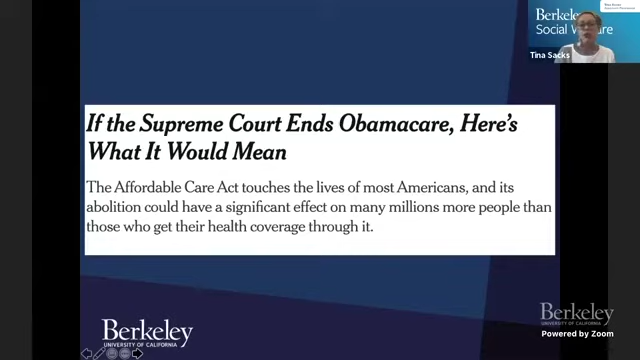 Berkeley
Social W fare
Tina Sacks
If the Supreme Court Ends Obamacare, Here's
What It Would Mean
The Affordable Care Act touches the lives of most Americans, and its
abolition could have a significant effect on many millions more people than
those who get their health coverage through it.
Berkeley
UNIVERSITY OF CALIFORNIA
Berkeley
UNIVERSITY OF CALIFORNIA
Powered by Zoom